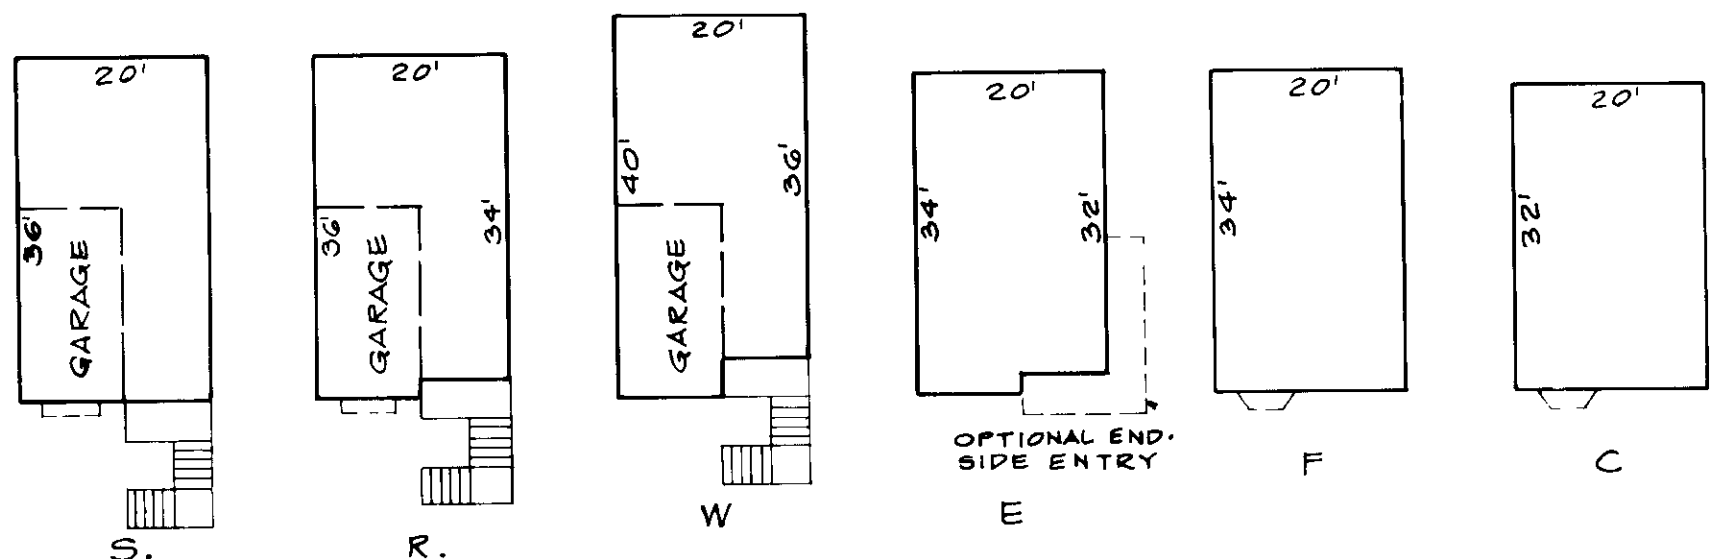 20'
36'
GARAGE
S.
20'
36'
34'
GARAGE
R.
20'
40'
36'
GARAGE
W
20'
34'
32'
OPTIONAL END.
SIDE ENTRY
E
20'
34'
F
20'
32'
C